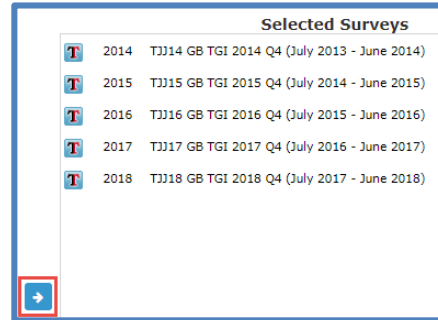 Selected Surveys
T 2014 TJJ14 GB TGI 2014 Q4 (July 2013 - June 2014)
T 2015 TJJ15 GB TGI 2015 Q4 (July 2014 - June 2015)
T 2016 TJJ16 GB TGI 2016 Q4 (July 2015 - June 2016)
T 2017 TJJ17 GB TGI 2017 Q4 (July 2016 - June 2017)
T 2018 TJJ18 GB TGI 2018 Q4 (July 2017 - June 2018)